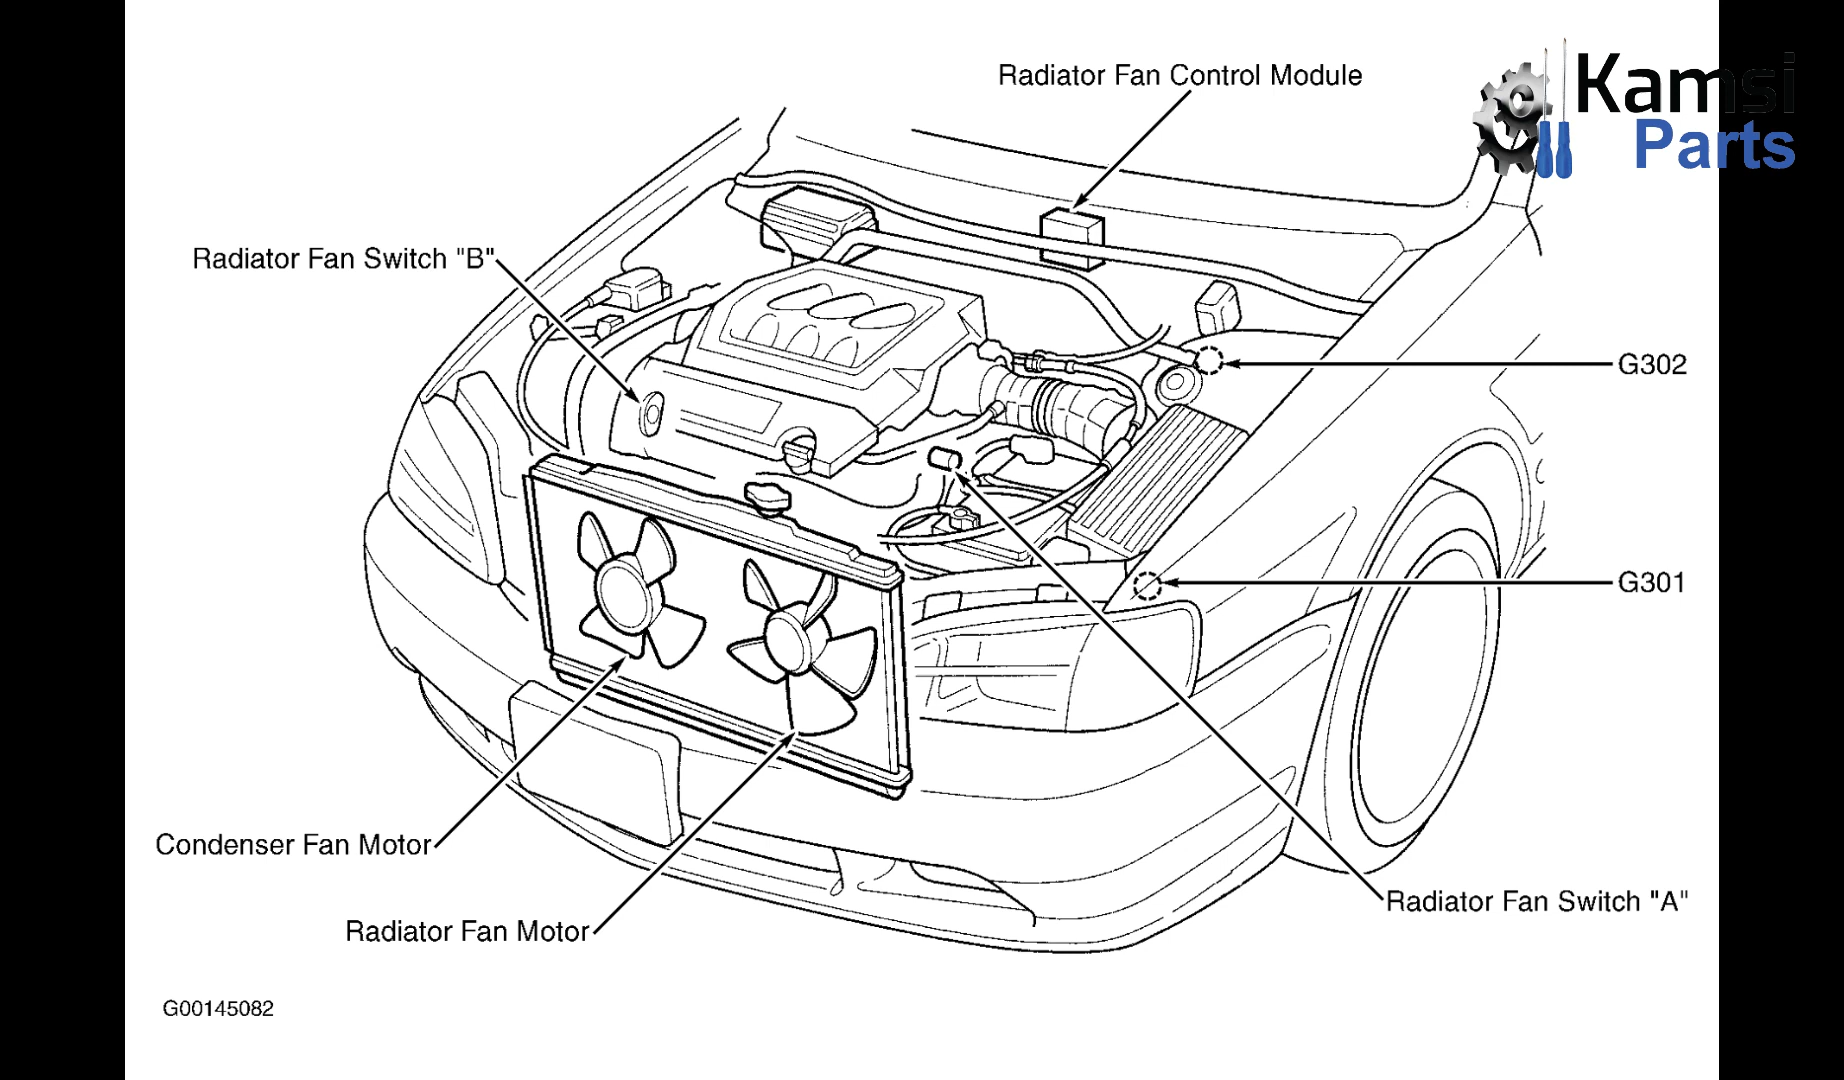 Radiator Fan Control Module
Kamsi
Parts
Radiator Fan Switch "B"
G302
G301
Condenser Fan Motor
Radiator Fan Switch "A"
Radiator Fan Motor
G00145082